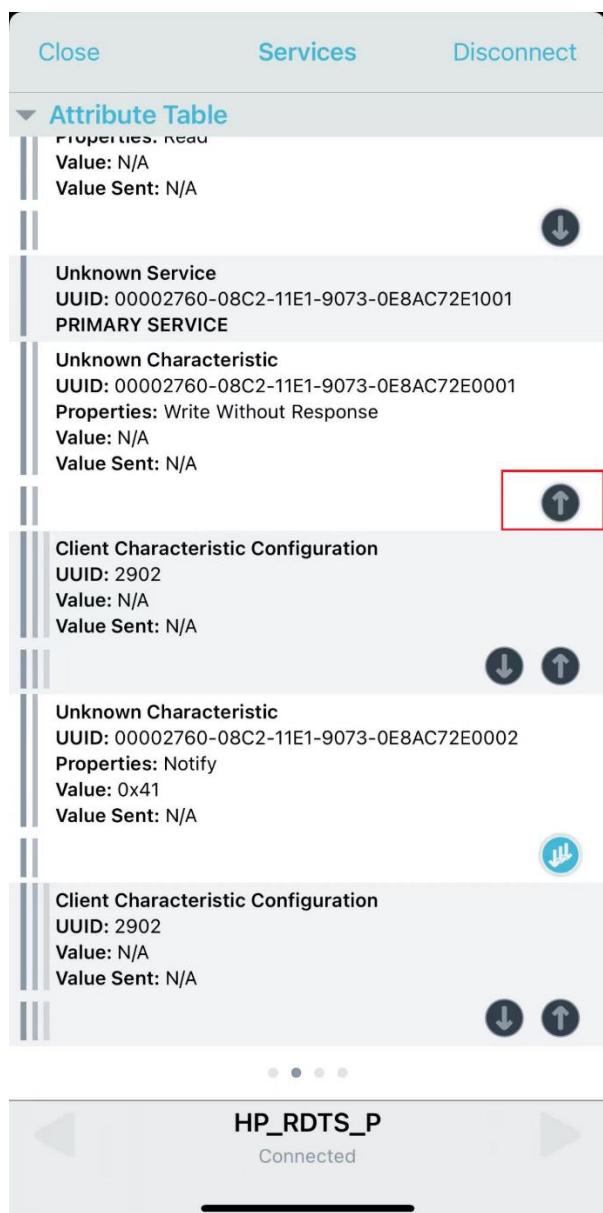 Close Services Disconnect
Attribute Table
Properties: Read
Value: N/A
Value Sent: N/A
Unknown Service
UUID: 00002760-08C2-11E1-9073-0E8AC72E1001
PRIMARY SERVICE
Unknown Characteristic
UUID: 00002760-08C2-11E1-9073-0E8AC72E0001
Properties: Write Without Response
Value: N/A
Value Sent: N/A
Client Characteristic Configuration
UUID: 2902
Value: N/A
Value Sent: N/A
Unknown Characteristic
UUID: 00002760-08C2-11E1-9073-0E8AC72E0002
Properties: Notify
Value: 0x41
Value Sent: N/A
Client Characteristic Configuration
UUID: 2902
Value: N/A
Value Sent: N/A
HP_RDTS_P
Connected